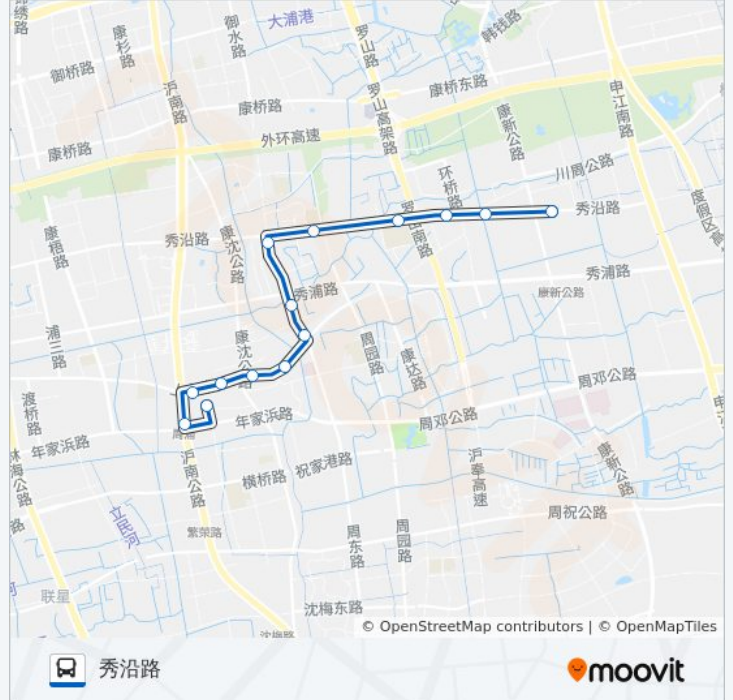 御水路
大浦港
罗山路
韩钱路
康杉路
御桥路
沪南路
康桥路
罗山高架路
康桥东路
康新公路
申江南路
外环高速
康桥路
川周公路
环桥路
度假区高
秀沿路
康梧路
秀沿路
康沈公路
秀浦路
秀浦路
康新公路
浦三路
康沈公路
周园路
康达路
周邓公路
渡桥路
年家浜路
周邓公路
年家浜路
沪南公路
横桥路
祝家港路
沪奉高速
康新公路
立民河
繁荣路
周东路
周园路
周祝公路
联星
沈梅东路
© OpenStreetMap contributors | © OpenMapTiles
秀沿路
moovit